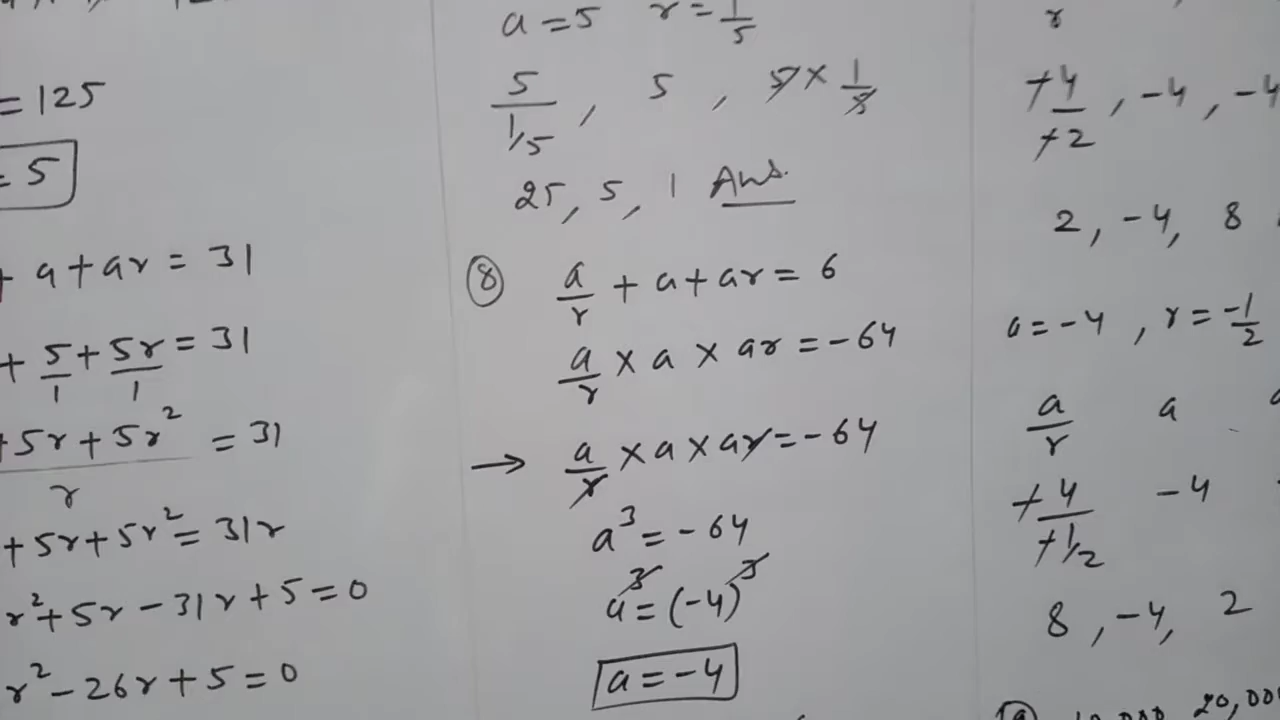 = 125
= 5
+ a + ar = 31
+ 5/1 + 5r/1 = 31
+5r + 5r² / r = 31
+ 5r + 5r² = 31r
r² + 5r - 31r + 5 = 0
r² - 26r + 5 = 0
a = 5 r = 1/5
5 / 1/5 , 5 , 5 × 1/5
25, 5, 1 Ans.
⑧ a/r + a + ar = 6
a/r × a × ar = -64
→ a/r × a × ar = -64
a³ = -64
a³ = (-4)³
a = -4
r
+4/+2 , -4 , -4
2, -4, 8
a = -4 , r = -1/2
a/r a
+4 / +1/2 -4
8 , -4, 2
20,000